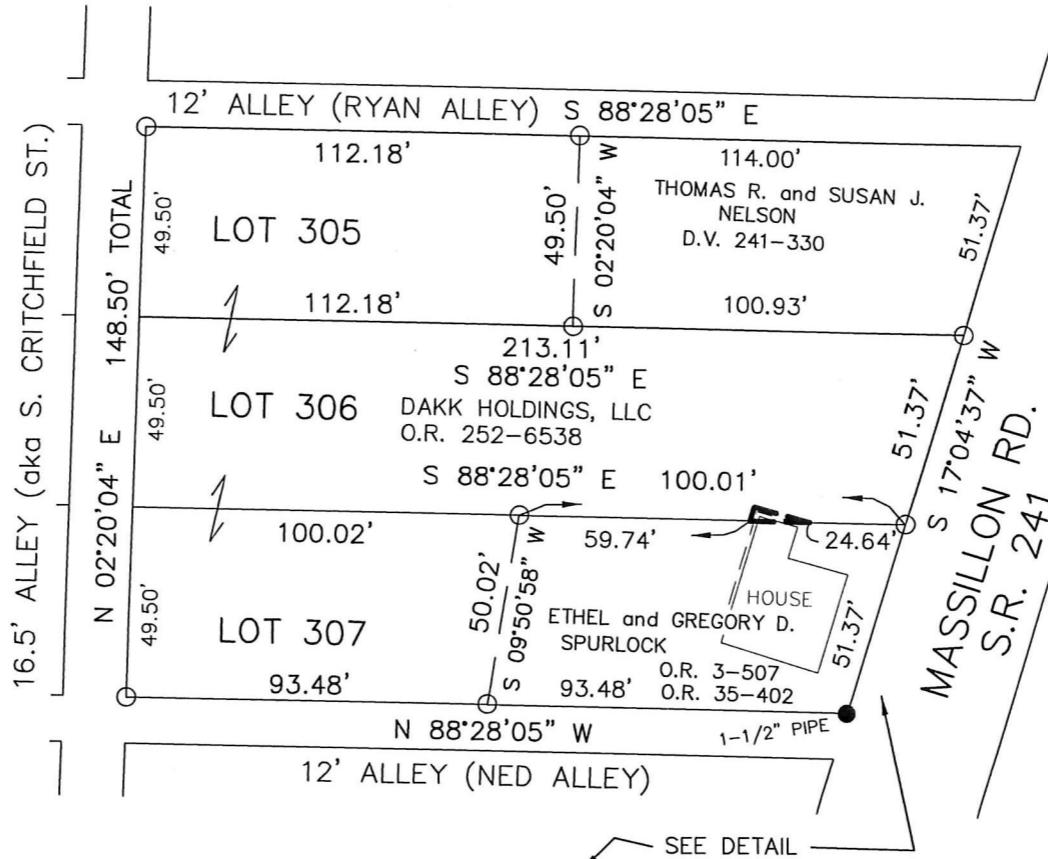 12' ALLEY (RYAN ALLEY) S 88°28'05" E
112.18'
114.00'
16.5' ALLEY (aka S. CRITCHFIELD ST.)
N 02°20'04" E 148.50' TOTAL
49.50'
LOT 305
49.50'
S 02°20'04" W
THOMAS R. and SUSAN J.
NELSON
D.V. 241-330
51.37'
112.18'
100.93'
213.11'
S 88°28'05" E
49.50'
LOT 306
DAKK HOLDINGS, LLC
O.R. 252-6538
51.37'
S 17°04'37" W
MASSILLON RD.
S.R. 241
S 88°28'05" E 100.01'
100.02'
59.74'
24.64'
49.50'
LOT 307
50.02'
S 09°50'58" W
HOUSE
ETHEL and GREGORY D.
SPURLOCK
O.R. 3-507
O.R. 35-402
51.37'
93.48'
93.48'
N 88°28'05" W
1-1/2" PIPE
12' ALLEY (NED ALLEY)
SEE DETAIL